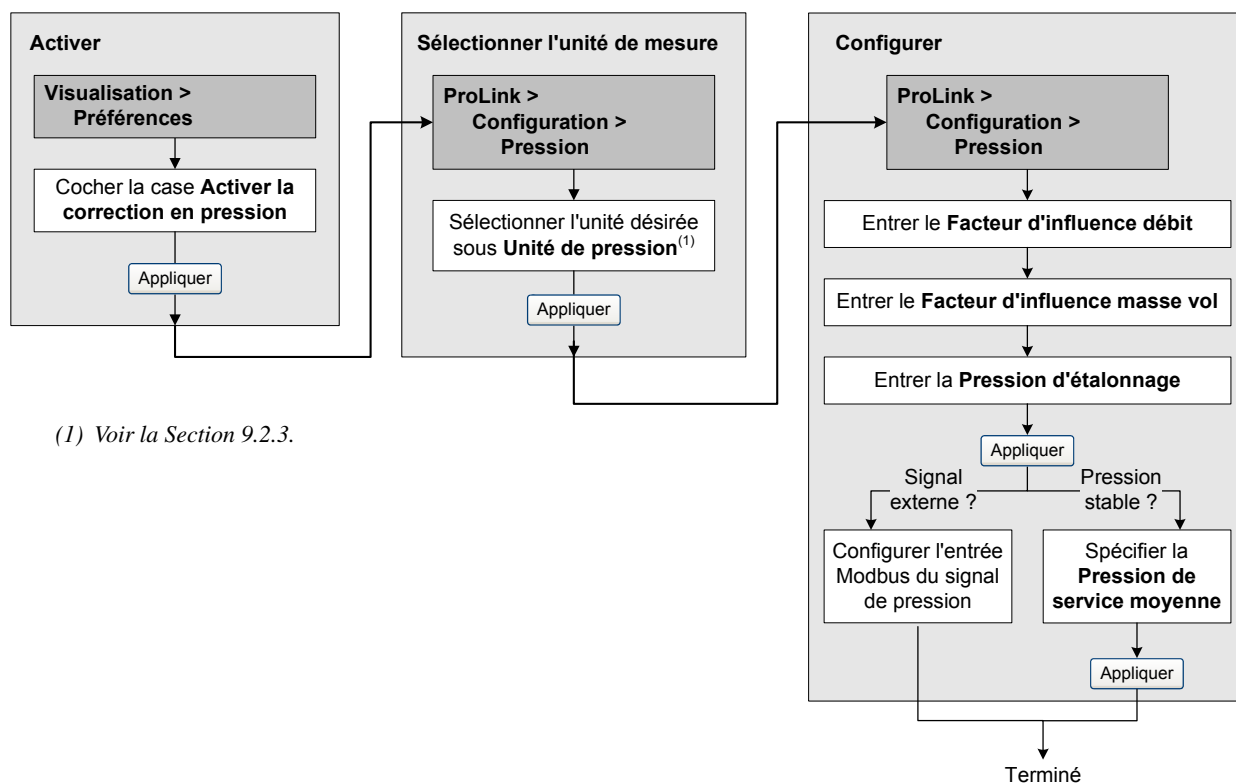 Activer
Visualisation >
Préférences
Cocher la case Activer la
correction en pression
Appliquer
Sélectionner l'unité de mesure
ProLink >
Configuration >
Pression
Sélectionner l'unité désirée
sous Unité de pression(1)
Appliquer
Configurer
ProLink >
Configuration >
Pression
Entrer le Facteur d'influence débit
Entrer le Facteur d'influence masse vol
Entrer la Pression d'étalonnage
Appliquer
Signal
externe ?
Pression
stable ?
Configurer l'entrée
Modbus du signal
de pression
Spécifier la
Pression de
service moyenne
Appliquer
Terminé
(1) Voir la Section 9.2.3.